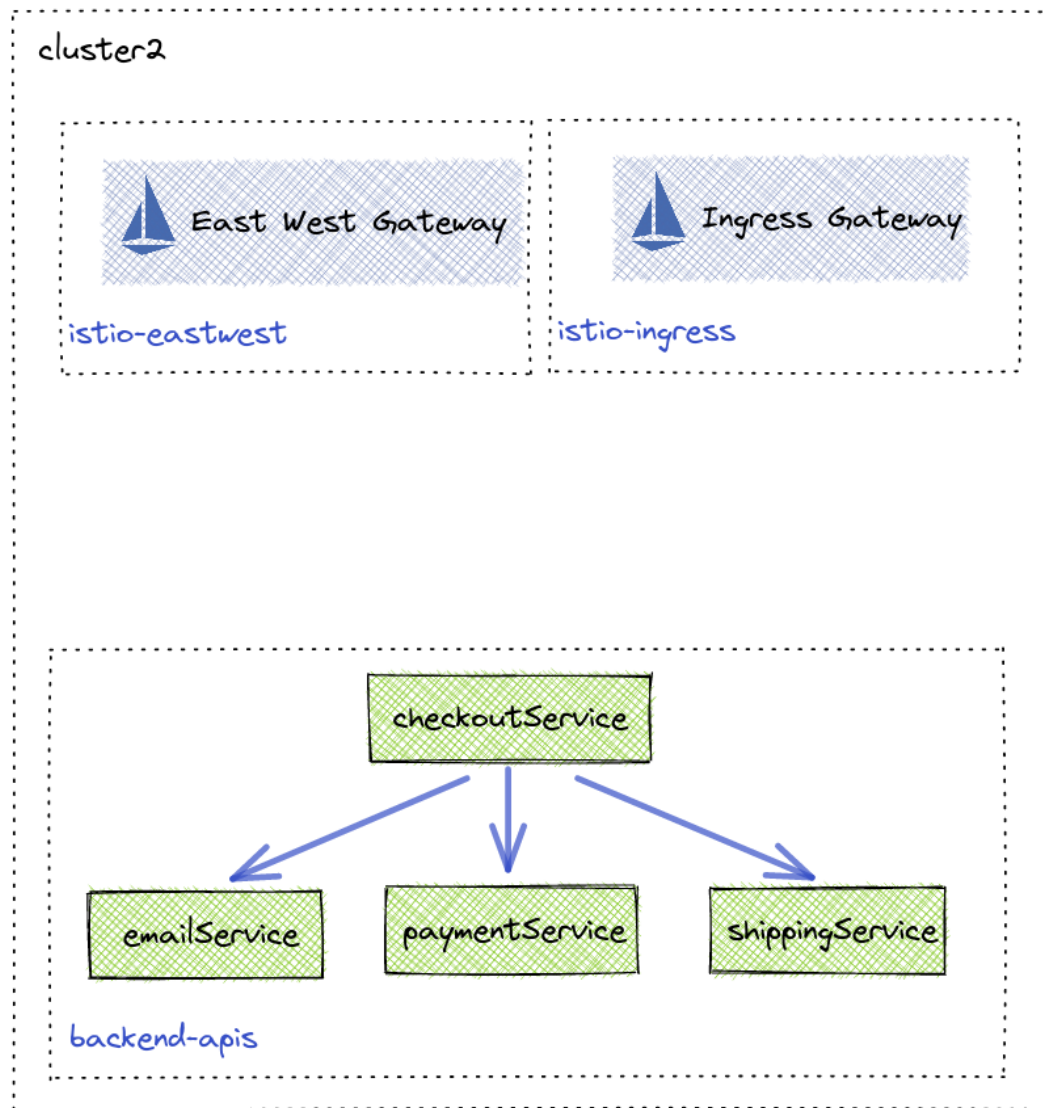 cluster2
East West Gateway
Ingress Gateway
istio-eastwest
istio-ingress
checkoutService
emailService
paymentService
shippingService
backend-apis